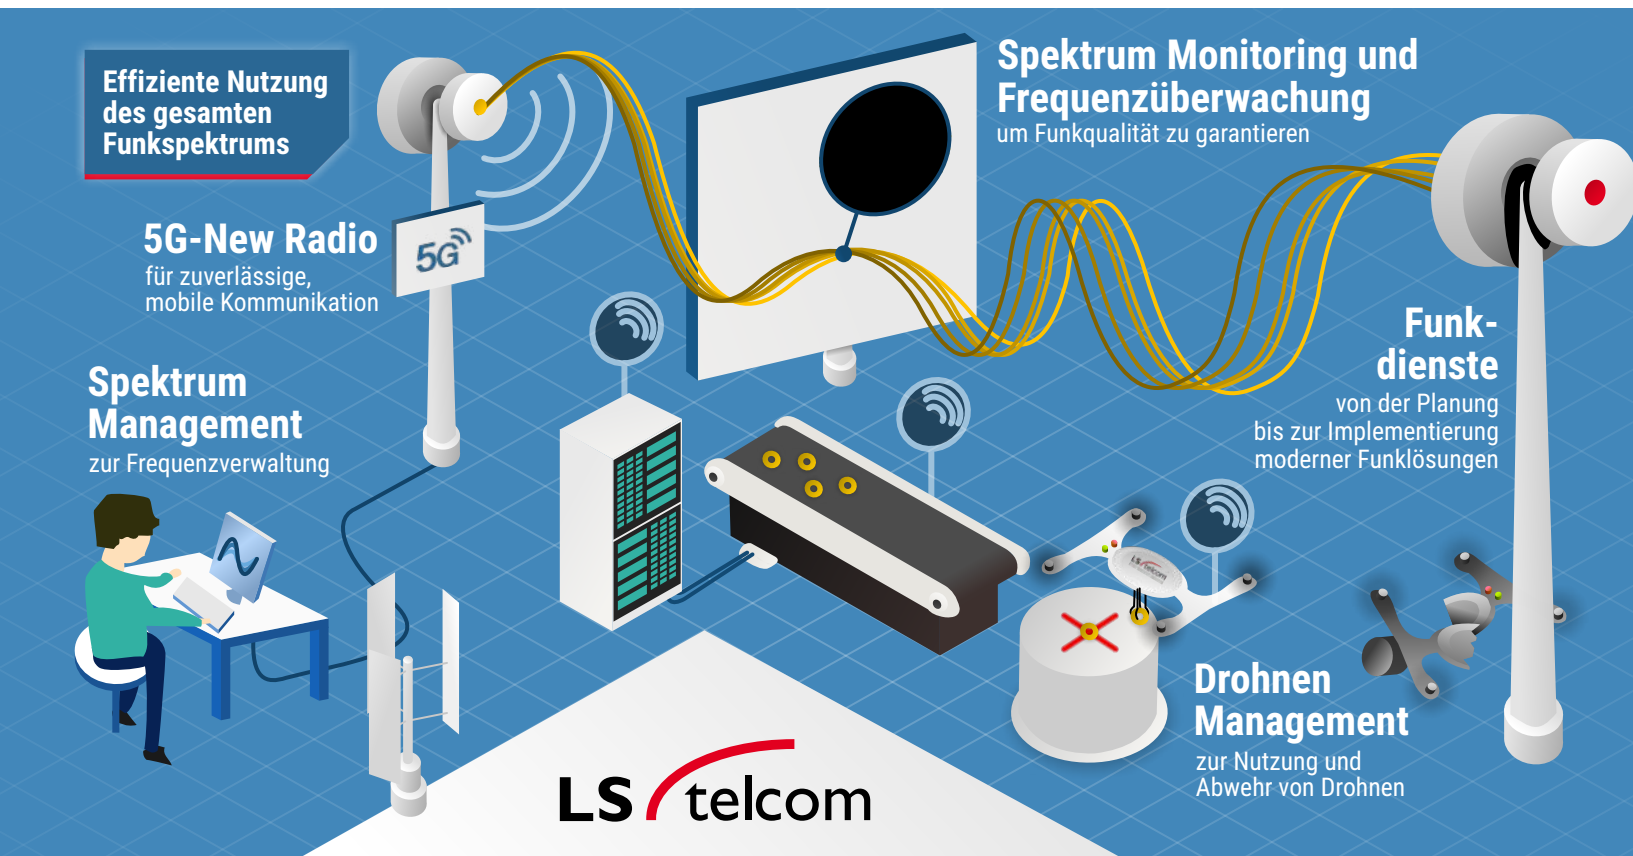 Effiziente Nutzung
des gesamten
Funkspektrums
5G-New Radio
für zuverlässige,
mobile Kommunikation
5G
Spektrum
Management
zur Frequenzverwaltung
Spektrum Monitoring und
Frequenzüberwachung
um Funkqualität zu garantieren
Funk-
dienste
von der Planung
bis zur Implementierung
moderner Funklösungen
LS telcom
Drohnen
Management
zur Nutzung und
Abwehr von Drohnen
LS telcom